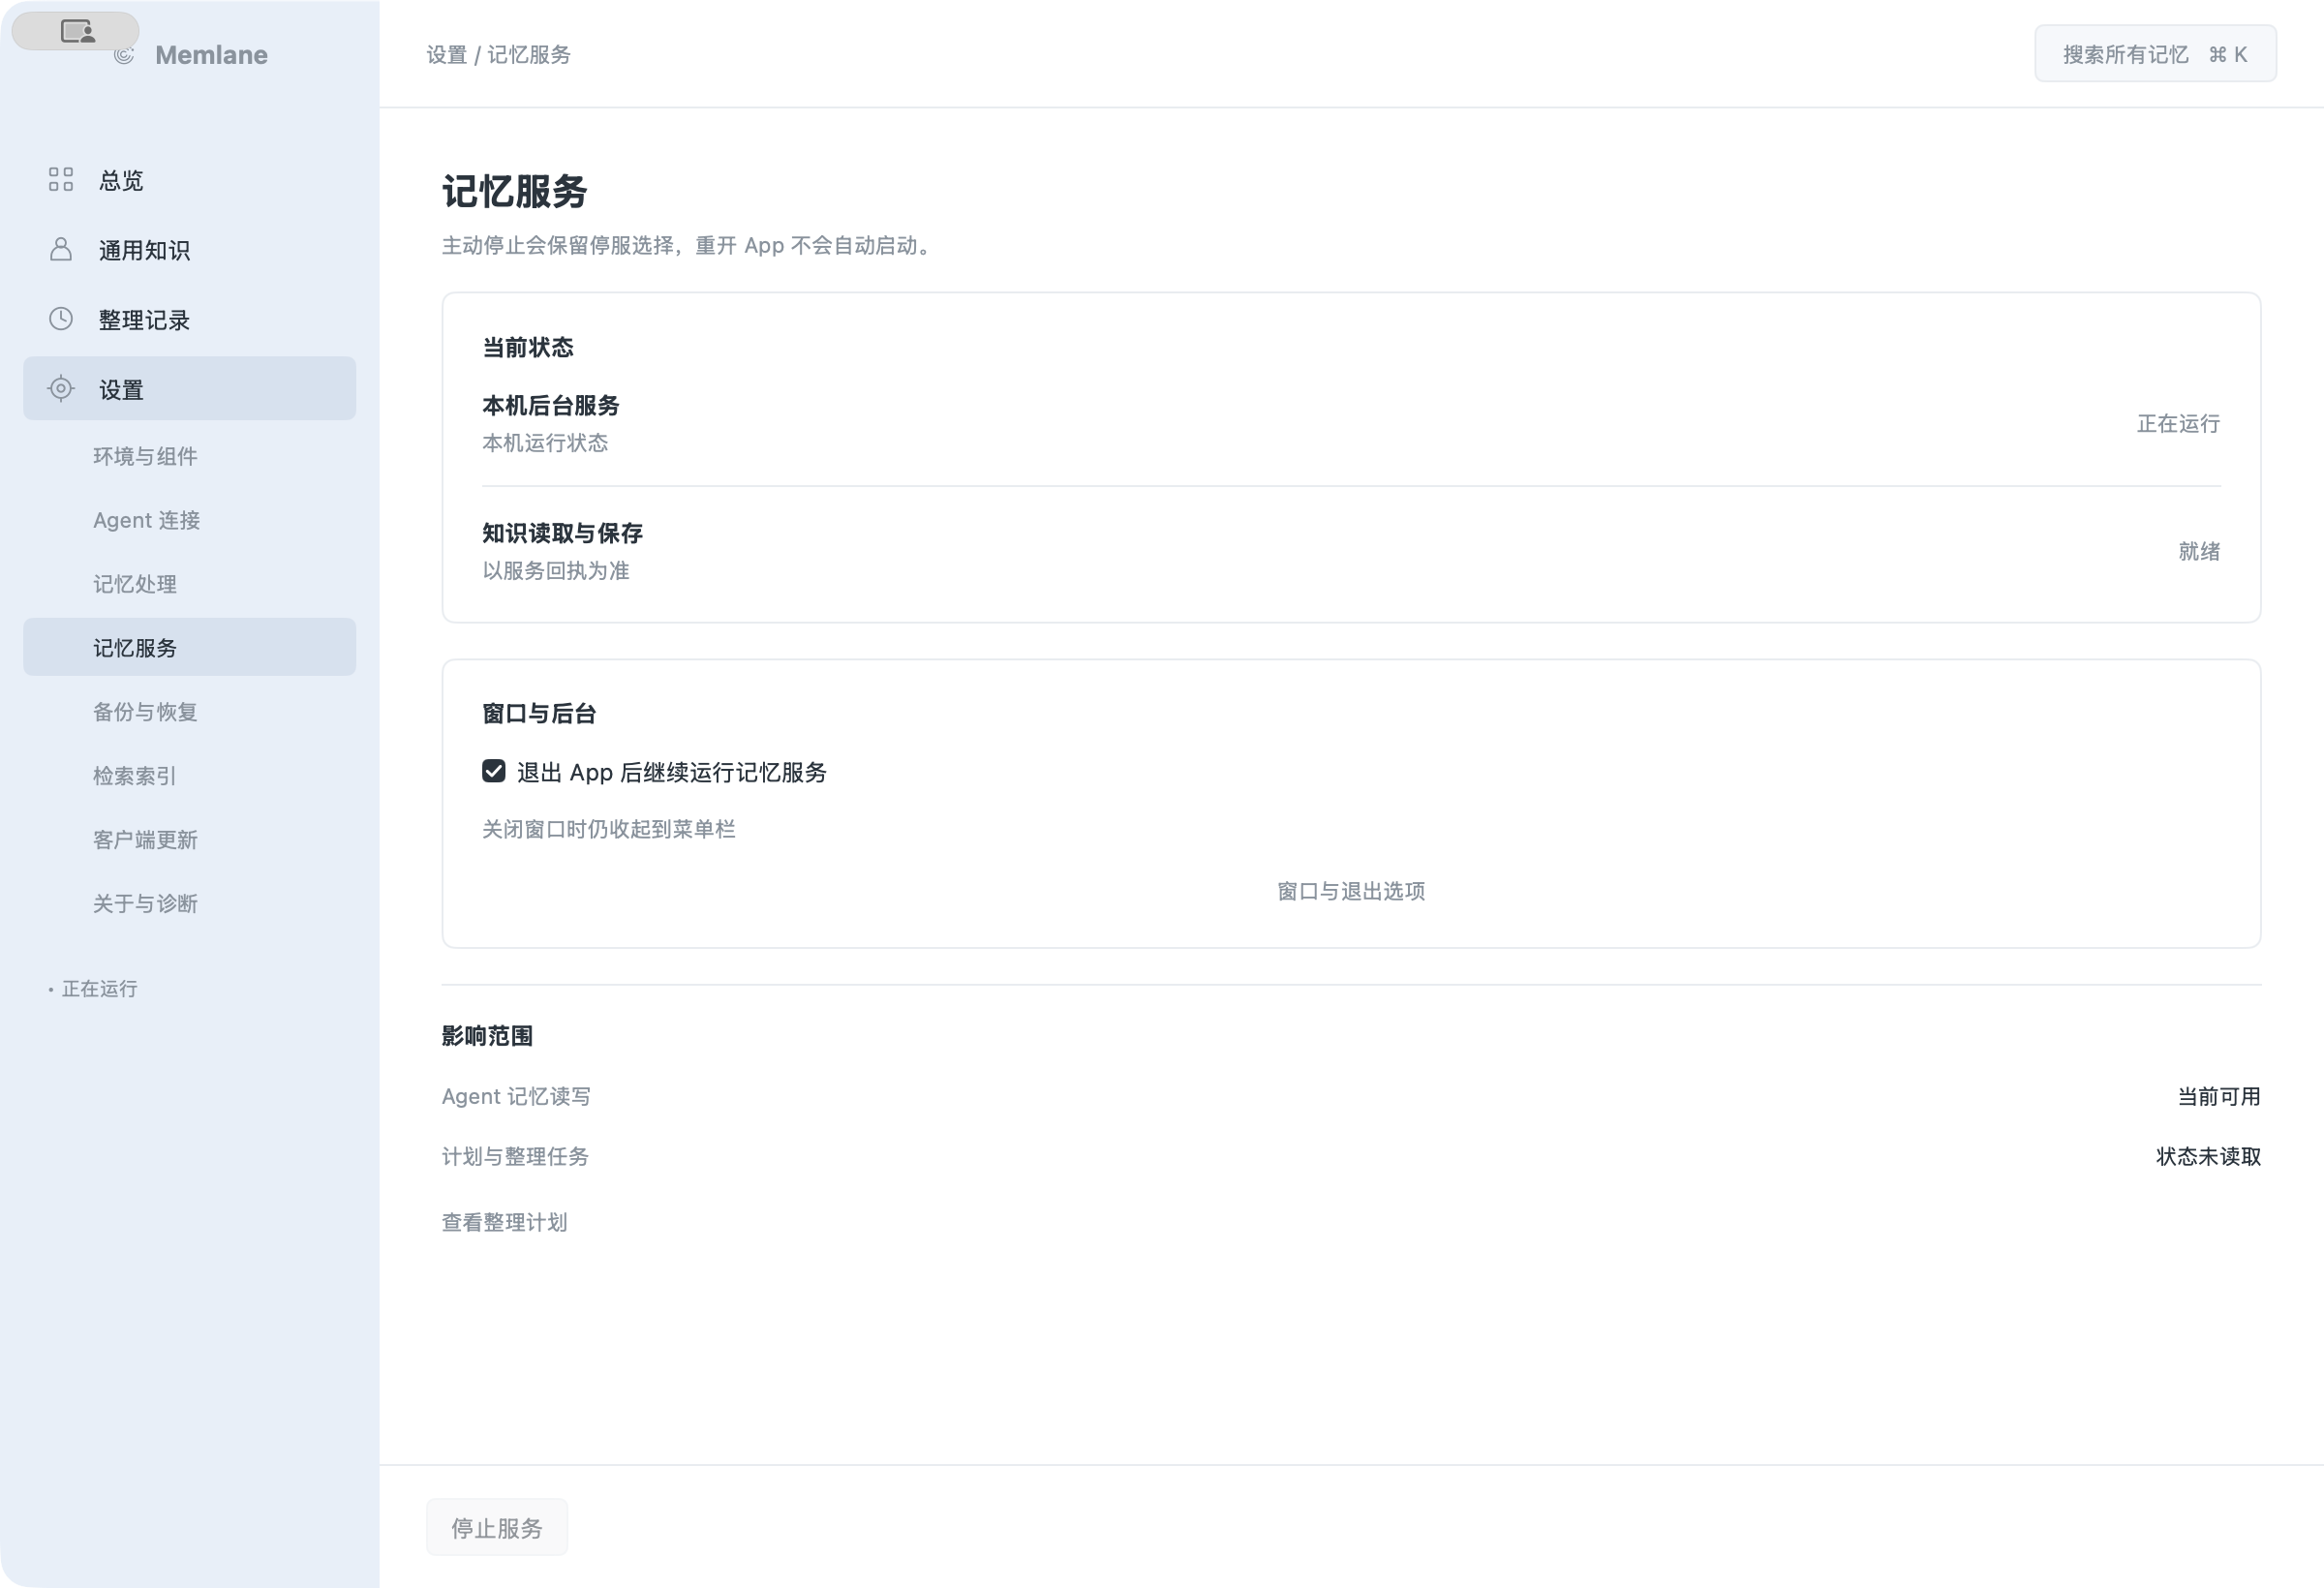 Memlane
总览
通用知识
整理记录
设置
环境与组件
Agent 连接
记忆处理
记忆服务
备份与恢复
检索索引
客户端更新
关于与诊断
• 正在运行
设置 / 记忆服务
搜索所有记忆 ⌘ K
记忆服务
主动停止会保留停服选择，重开 App 不会自动启动。
当前状态
本机后台服务
本机运行状态
正在运行
知识读取与保存
以服务回执为准
就绪
窗口与后台
退出 App 后继续运行记忆服务
关闭窗口时仍收起到菜单栏
窗口与退出选项
影响范围
Agent 记忆读写
当前可用
计划与整理任务
状态未读取
查看整理计划
停止服务